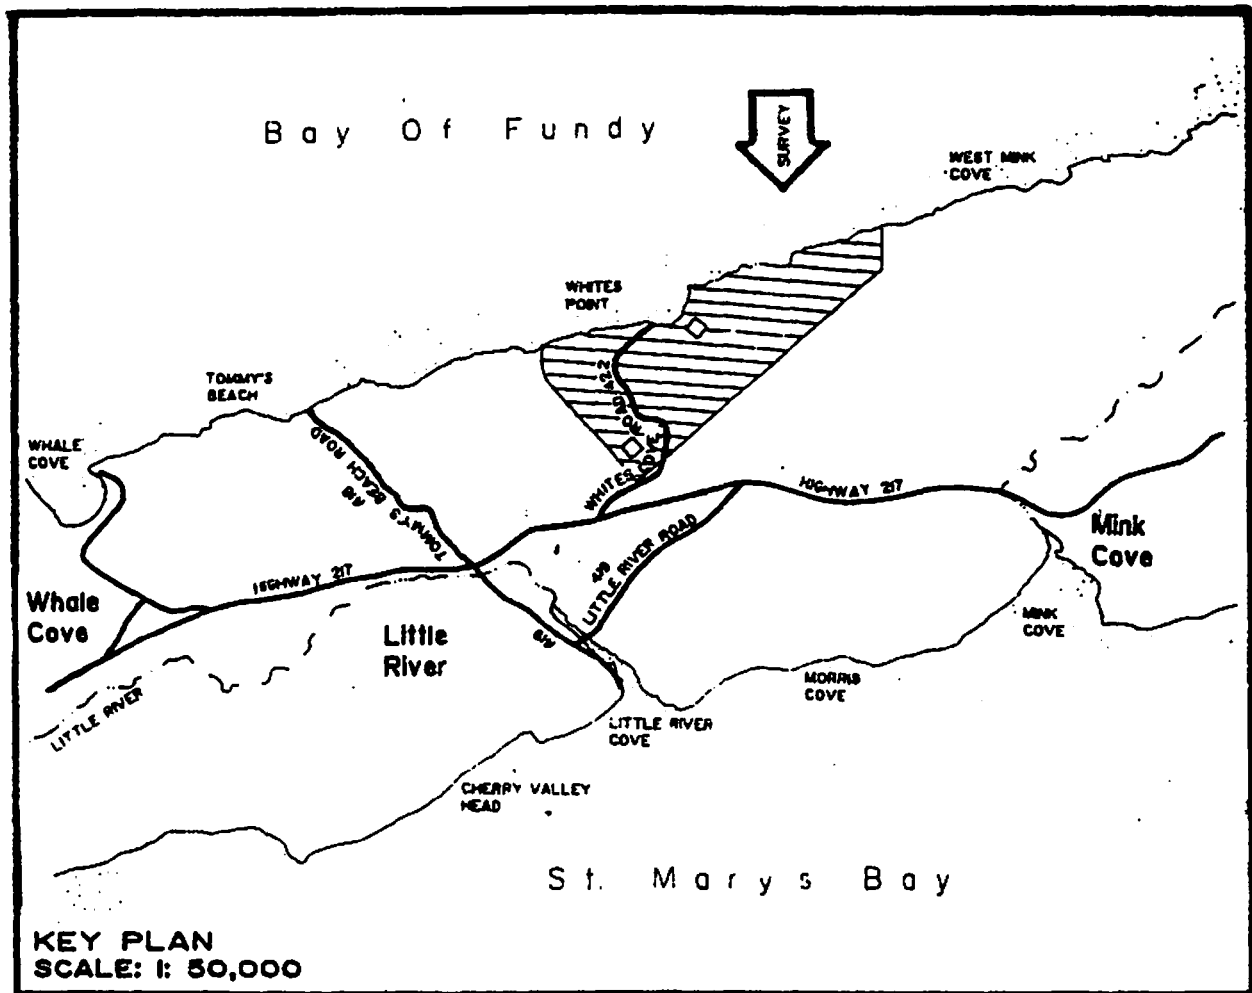 Bay Of Fundy
SURVEY
WEST MINK
COVE
WHITES
POINT
TOMMY'S
BEACH
WHALE
COVE
ROAD 422
WHITES COVE
TOMMY'S BEACH ROAD
HIGHWAY 217
HIGHWAY 217
LITTLE RIVER ROAD
Mink
Cove
Whale
Cove
Little
River
MINK
COVE
MORRIS
COVE
LITTLE RIVER
LITTLE RIVER
COVE
CHERRY VALLEY
HEAD
St. Marys Bay
KEY PLAN
SCALE: 1: 50,000